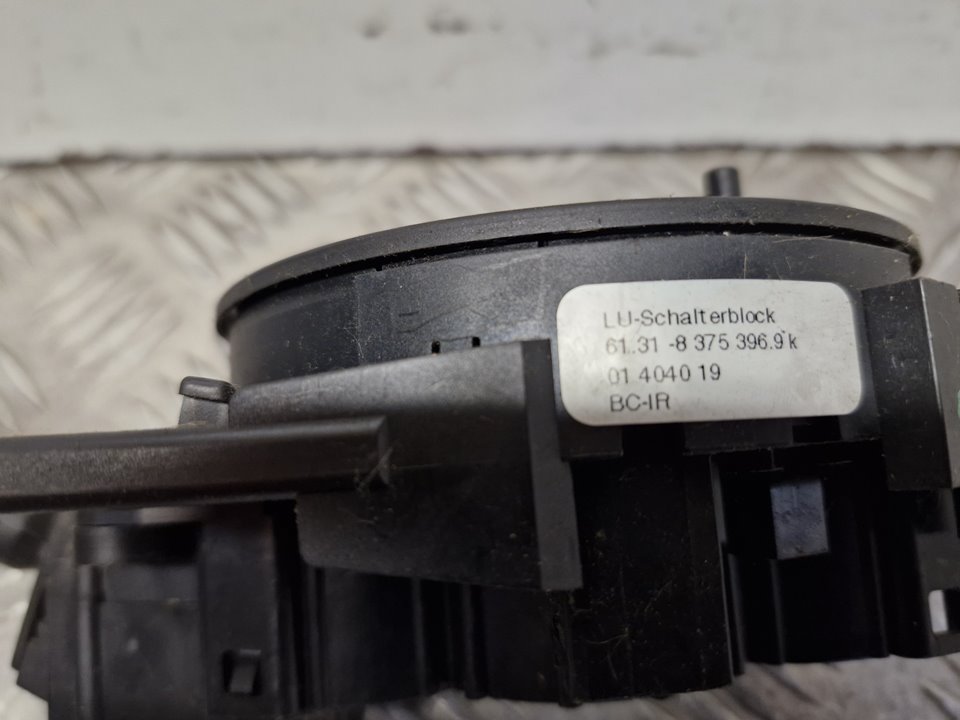 LU-Schalterblock
61.31 -8 375 396.9 k
01 4040 19
BC-IR